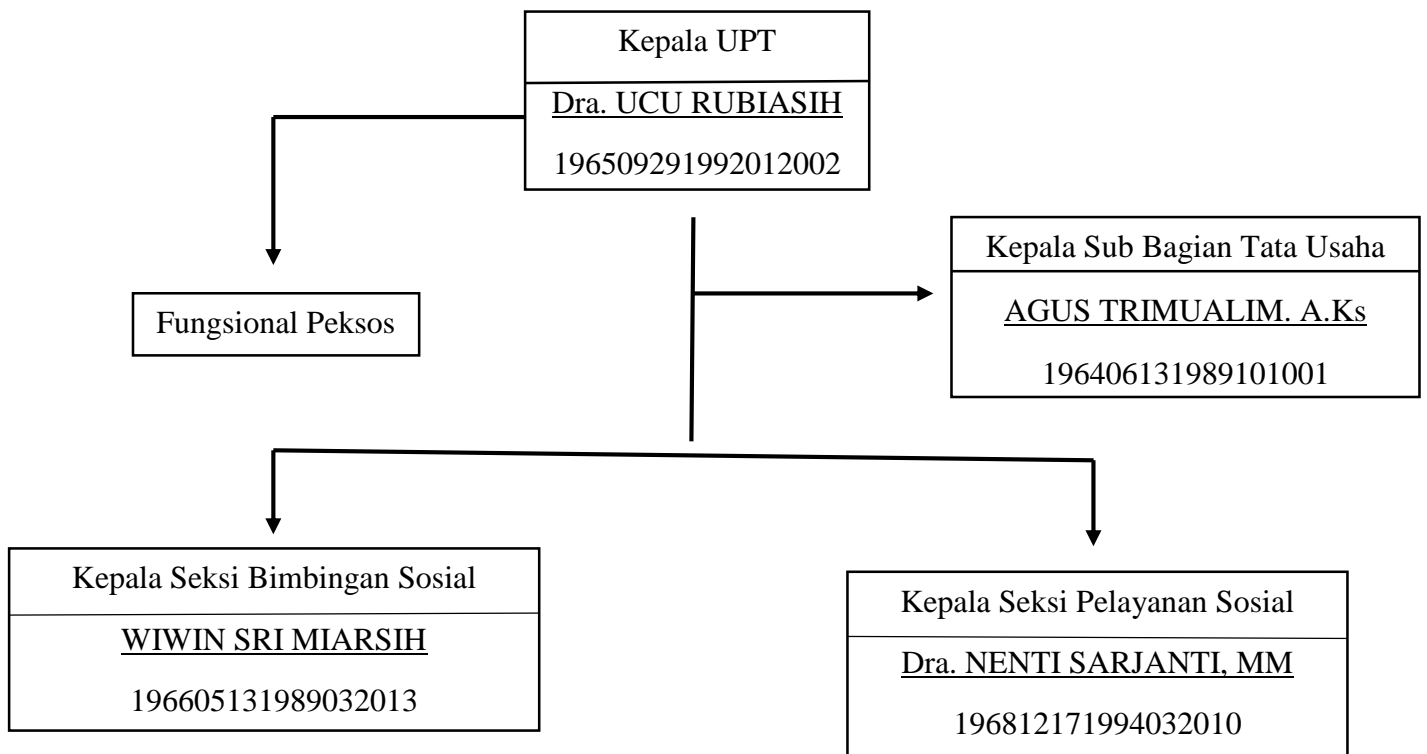 Kepala UPT
Dra. UCU RUBIASIH
196509291992012002
Kepala Sub Bagian Tata Usaha
AGUS TRIMUALIM. A.Ks
196406131989101001
Fungsional Peksos
Kepala Seksi Bimbingan Sosial
WIWIN SRI MIARSIH
196605131989032013
Kepala Seksi Pelayanan Sosial
Dra. NENTI SARJANTI, MM
196812171994032010